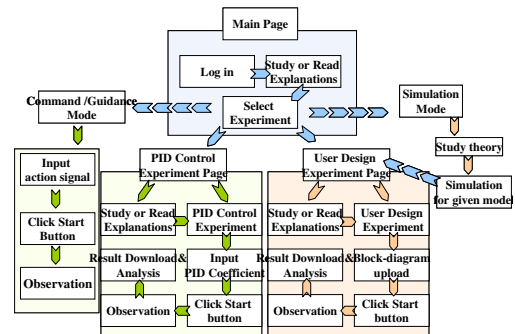 Main Page
Log in
Study or Read
Explanations
Select
Experiment
Command /Guidance
Mode
Simulation
Mode
Study theory
Simulation
for given model
Input
action signal
Click Start
Button
Observation
PID Control
Experiment Page
Study or Read
Explanations
PID Control
Experiment
Result Download&
Analysis
Input
PID Coefficient
Observation
Click Start
button
User Design
Experiment Page
Study or Read
Explanations
User Design
Experiment
Result Download&
Analysis
Block-diagram
upload
Observation
Click Start
button